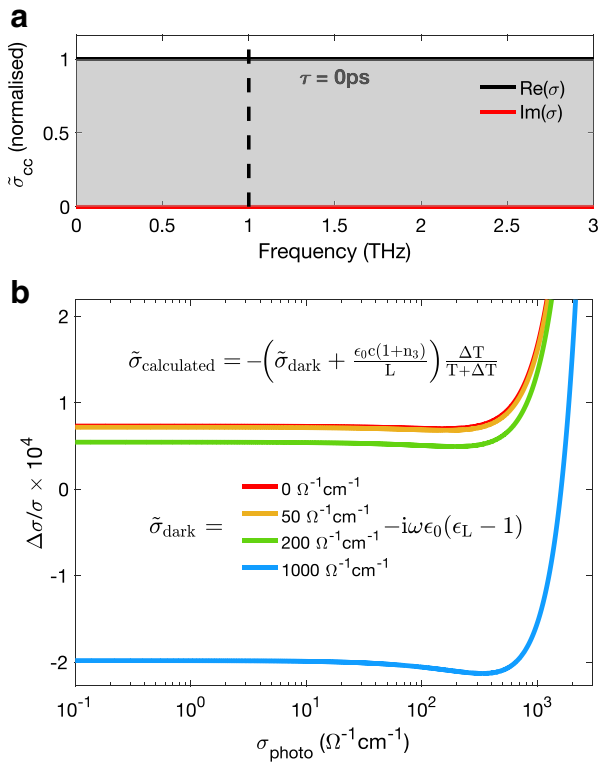 a
σ̃cc (normalised)
1
0.5
0
τ = 0ps
Re(σ)
Im(σ)
0 0.5 1 1.5 2 2.5 3
Frequency (THz)
b
Δσ/σ × 10⁴
2
1
0
-1
-2
σ̃calculated = −(σ̃dark + ϵ₀c(1+n₃)/L) ΔT/(T+ΔT)
σ̃dark = −iωϵ₀(ϵL − 1)
0 Ω⁻¹cm⁻¹
50 Ω⁻¹cm⁻¹
200 Ω⁻¹cm⁻¹
1000 Ω⁻¹cm⁻¹
10⁻¹ 10⁰ 10¹ 10² 10³
σphoto (Ω⁻¹cm⁻¹)